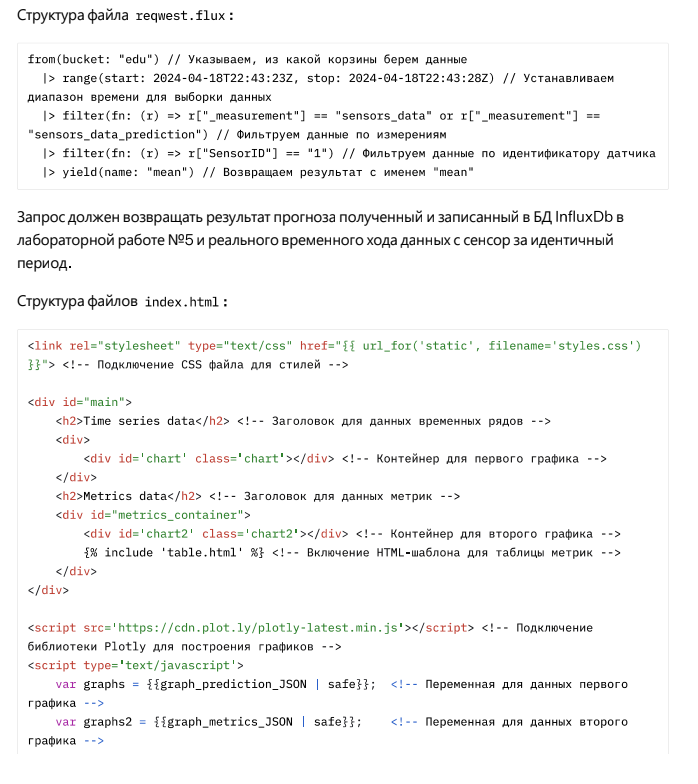 Структура файла reqwest.flux:
from(bucket: "edu") // Указываем, из какой корзины берем данные
  |> range(start: 2024-04-18T22:43:23Z, stop: 2024-04-18T22:43:28Z) // Устанавливаем
диапазон времени для выборки данных
  |> filter(fn: (r) => r["_measurement"] == "sensors_data" or r["_measurement"] ==
"sensors_data_prediction") // Фильтруем данные по измерениям
  |> filter(fn: (r) => r["SensorID"] == "1") // Фильтруем данные по идентификатору датчика
  |> yield(name: "mean") // Возвращаем результат с именем "mean"
Запрос должен возвращать результат прогноза полученный и записанный в БД InfluxDb в
лабораторной работе №5 и реального временного хода данных с сенсор за идентичный
период.
Структура файлов index.html:
<link rel="stylesheet" type="text/css" href="{{ url_for('static', filename='styles.css')
}}"> <!-- Подключение CSS файла для стилей -->
<div id="main">
    <h2>Time series data</h2> <!-- Заголовок для данных временных рядов -->
    <div>
        <div id='chart' class='chart'></div> <!-- Контейнер для первого графика -->
    </div>
    <h2>Metrics data</h2> <!-- Заголовок для данных метрик -->
    <div id="metrics_container">
        <div id='chart2' class='chart2'></div> <!-- Контейнер для второго графика -->
        {% include 'table.html' %} <!-- Включение HTML-шаблона для таблицы метрик -->
    </div>
</div>
<script src='https://cdn.plot.ly/plotly-latest.min.js'></script> <!-- Подключение
библиотеки Plotly для построения графиков -->
<script type='text/javascript'>
    var graphs = {{graph_prediction_JSON | safe}};  <!-- Переменная для данных первого
графика -->
    var graphs2 = {{graph_metrics_JSON | safe}};    <!-- Переменная для данных второго
графика -->